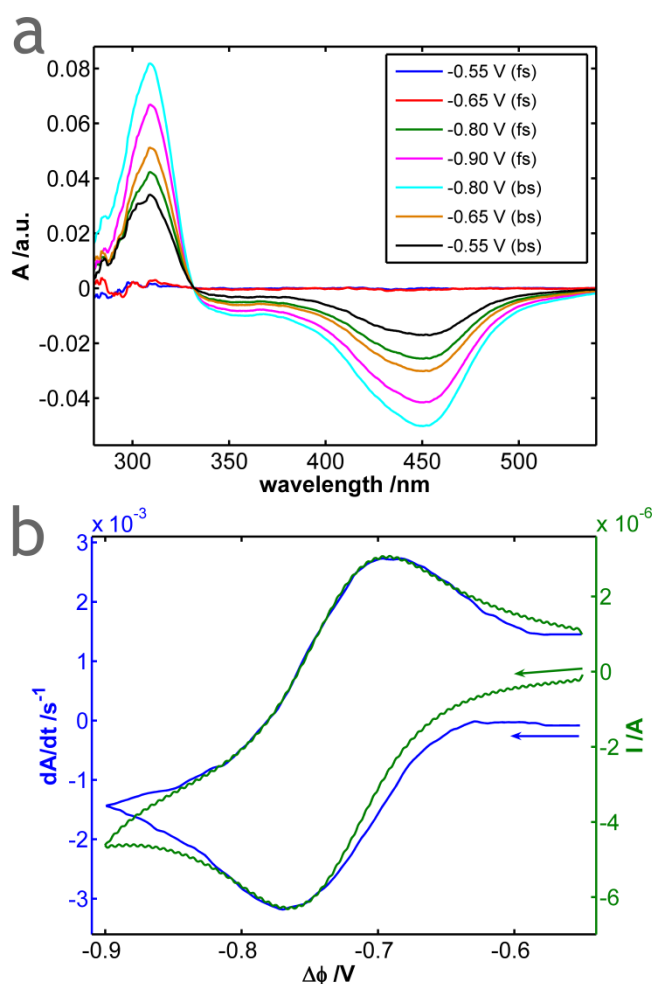 a
A /a.u.
0.08
0.06
0.04
0.02
0
-0.02
-0.04
-0.55 V (fs)
-0.65 V (fs)
-0.80 V (fs)
-0.90 V (fs)
-0.80 V (bs)
-0.65 V (bs)
-0.55 V (bs)
300 350 400 450 500
wavelength /nm
b
x 10⁻³
x 10⁻⁶
dA/dt /s⁻¹
3
2
1
0
-1
-2
-3
I /A
2
0
-2
-4
-6
-0.9 -0.8 -0.7 -0.6
Δϕ /V